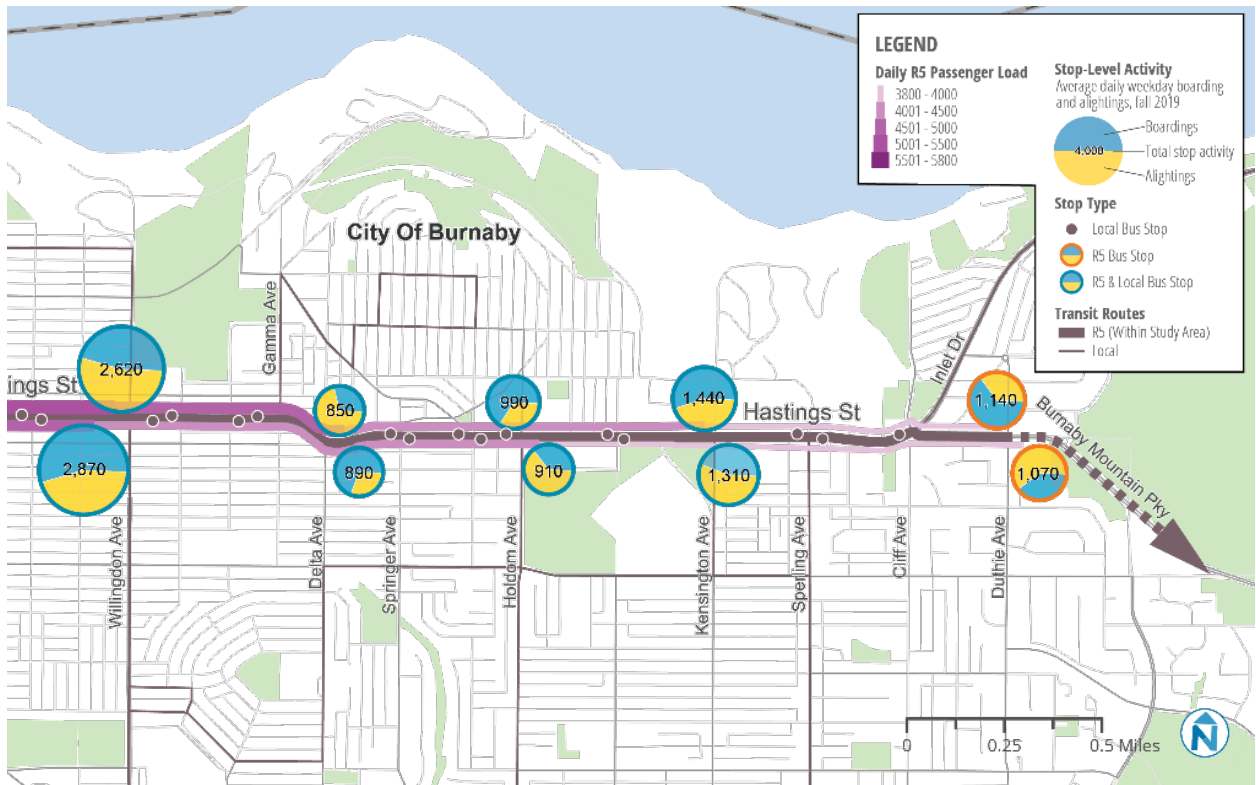 LEGEND
Daily R5 Passenger Load
3800 - 4000
4001 - 4500
4501 - 5000
5001 - 5500
5501 - 5800
Stop-Level Activity
Average daily weekday boarding
and alightings, fall 2019
Boardings
4,000
Total stop activity
Alightings
Stop Type
Local Bus Stop
R5 Bus Stop
R5 & Local Bus Stop
Transit Routes
R5 (Within Study Area)
Local
City Of Burnaby
Gamma Ave
Inlet Dr
2,620
ings St
850
990
1,440
Hastings St
1,140
Burnaby Mountain Pky
2,870
890
910
1,310
1,070
Willingdon Ave
Delta Ave
Springer Ave
Holdom Ave
Kensington Ave
Sperling Ave
Cliff Ave
Duthie Ave
0
0.25
0.5 Miles
N